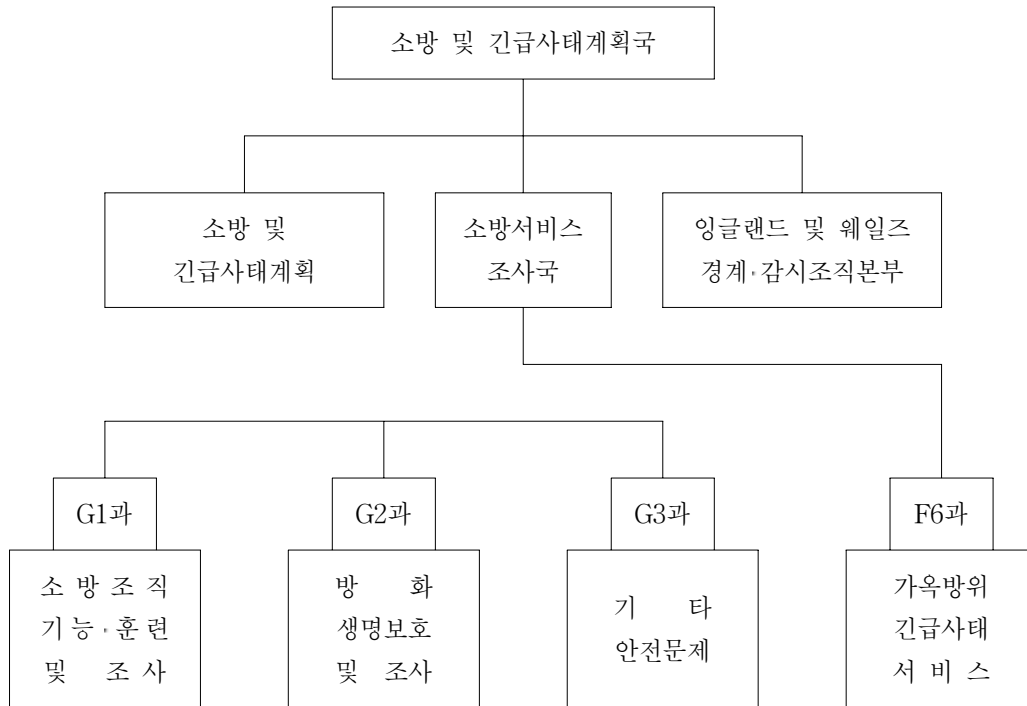 소방 및 긴급사태계획국
소방 및
긴급사태계획
소방서비스
조사국
잉글랜드 및 웨일즈
경계·감시조직본부
G1과
소 방 조 직
기 능 · 훈 련
및 조 사
G2과
방 화
생명보호
및 조사
G3과
기 타
안전문제
F6과
가옥방위
긴급사태
서 비 스